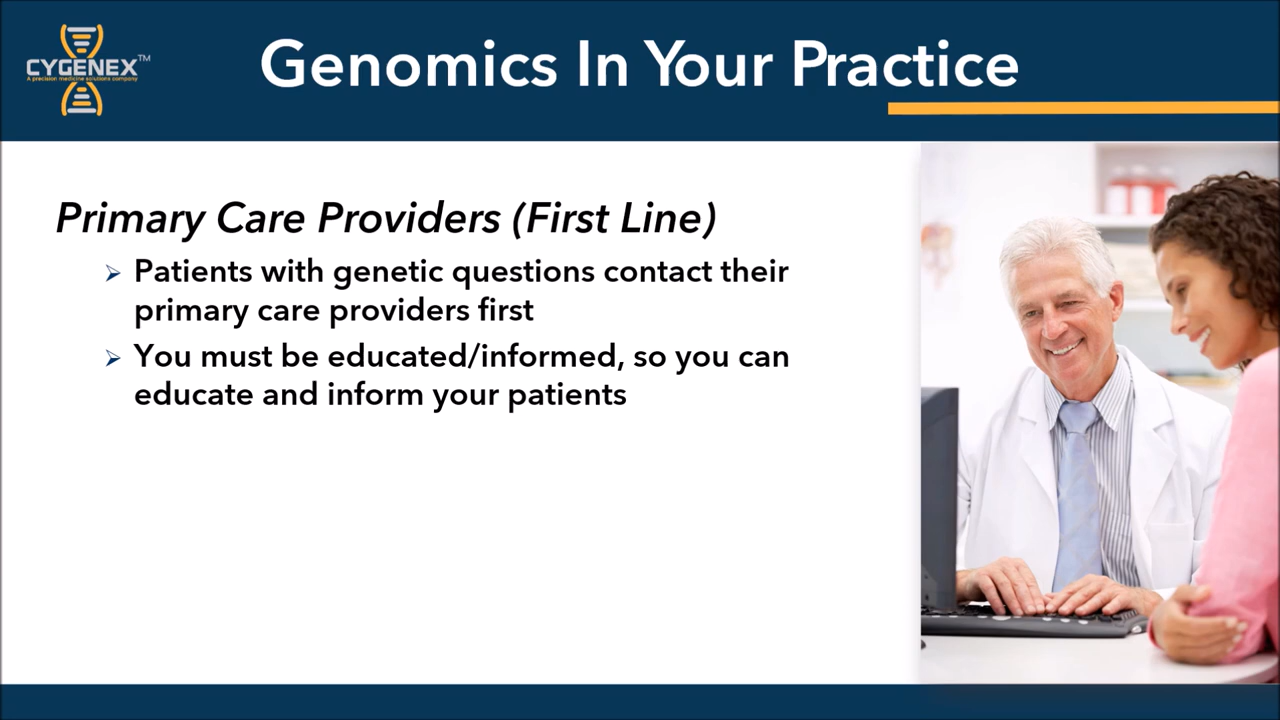 CYGENEX™
A precision medicine solutions company
Genomics In Your Practice
Primary Care Providers (First Line)
Patients with genetic questions contact their
primary care providers first
You must be educated/informed, so you can
educate and inform your patients